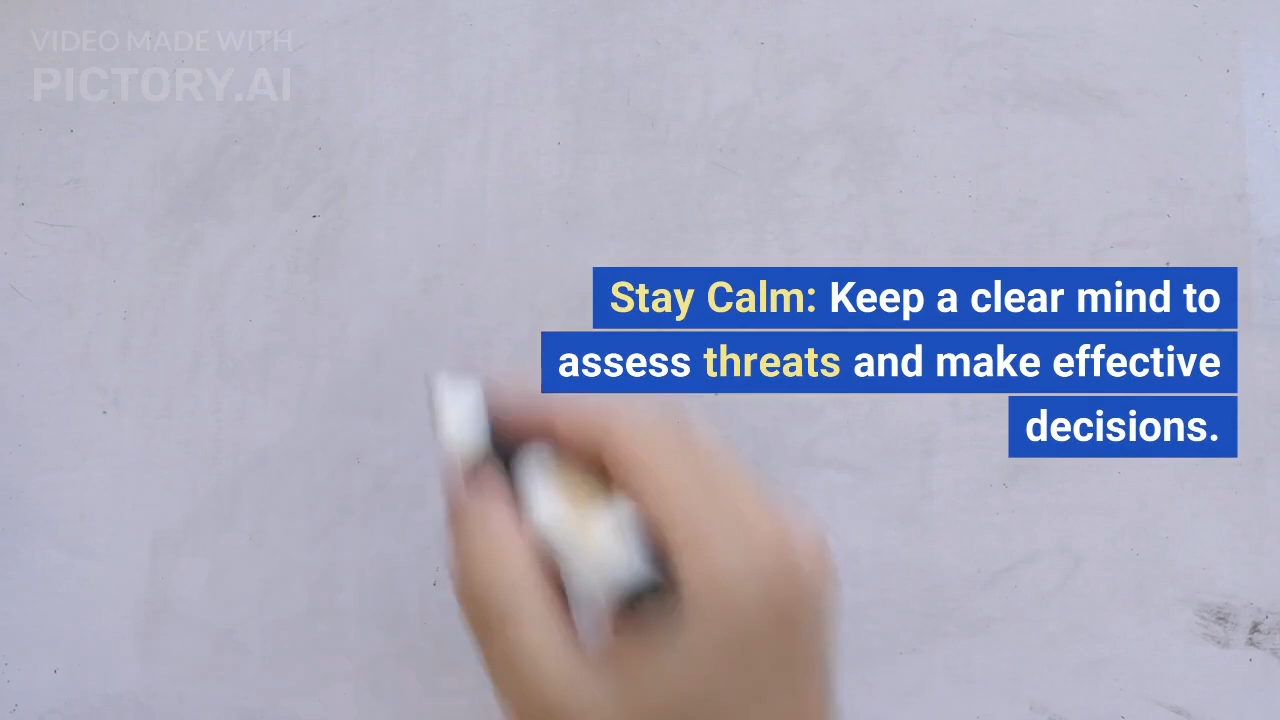 VIDEO MADE WITH
PICTORY.AI
Stay Calm: Keep a clear mind to
assess threats and make effective
decisions.